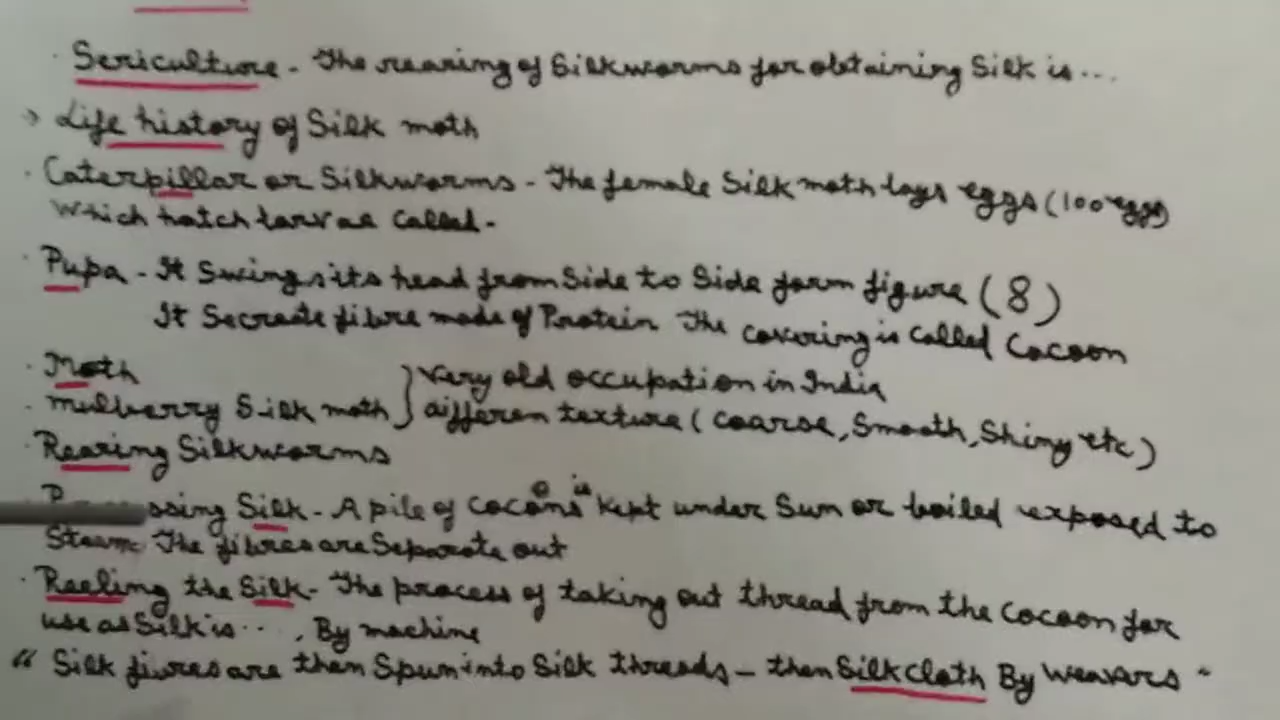 Sericulture - The rearing of Silkworms for obtaining Silk is...
→ Life history of Silk moth
· Caterpillar or Silkworms - The female Silk moth lays eggs (100 eggs)
which hatch larvae called -
· Pupa - It Swings its head from Side to Side form figure (8)
It Secreate fibre made of Protein The covering is called Cocoon
· Moth } Very old occupation in India
· mulberry Silk moth } differen texture (coarse, Smooth, Shiny etc)
· Rearing Silkworms
ssing Silk - A pile of cocons is kept under Sun or boiled exposed to
Steam The fibres are Separate out
· Reeling the Silk - The process of taking out thread from the Cocoon for
use as Silk is ..., By machine
“ Silk fivres are then Spun into Silk threads - then Silk Cloth By weavers "